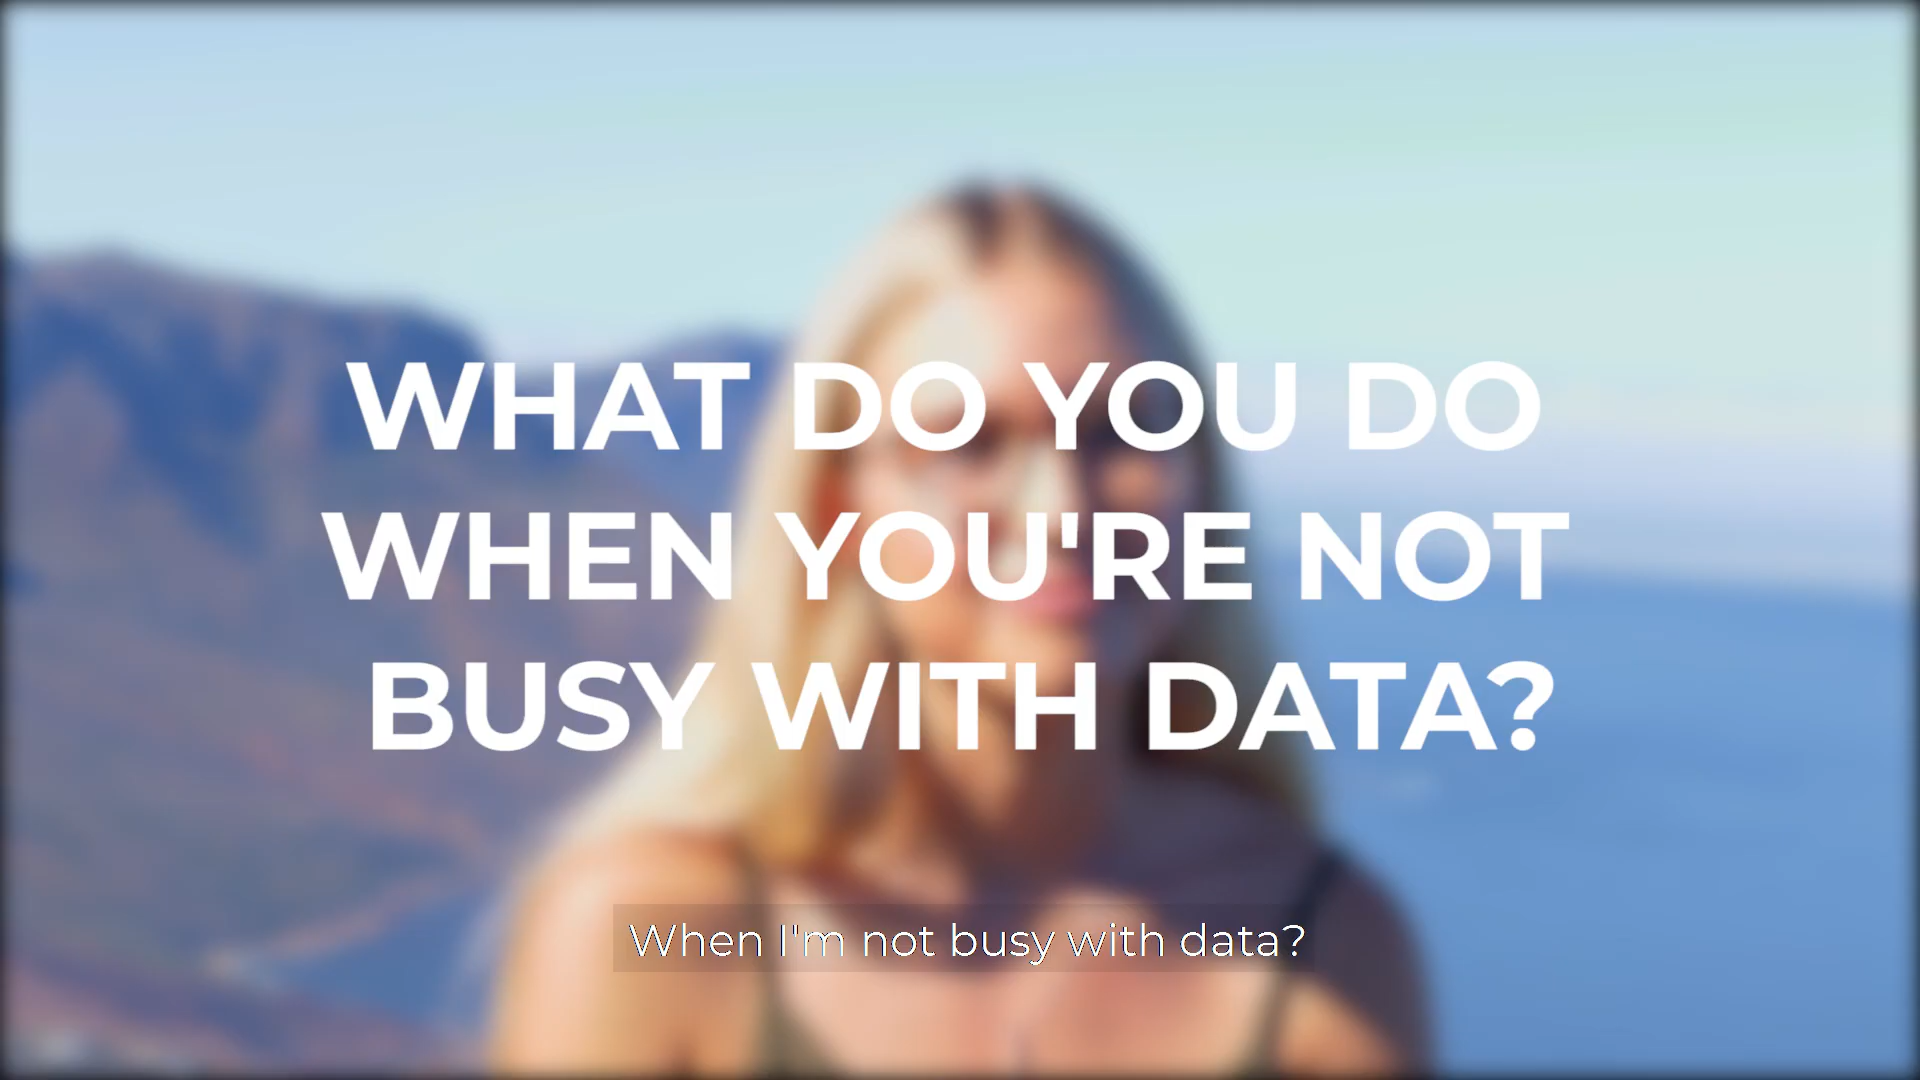 WHAT DO YOU DO
WHEN YOU'RE NOT
BUSY WITH DATA?
When I'm not busy with data?